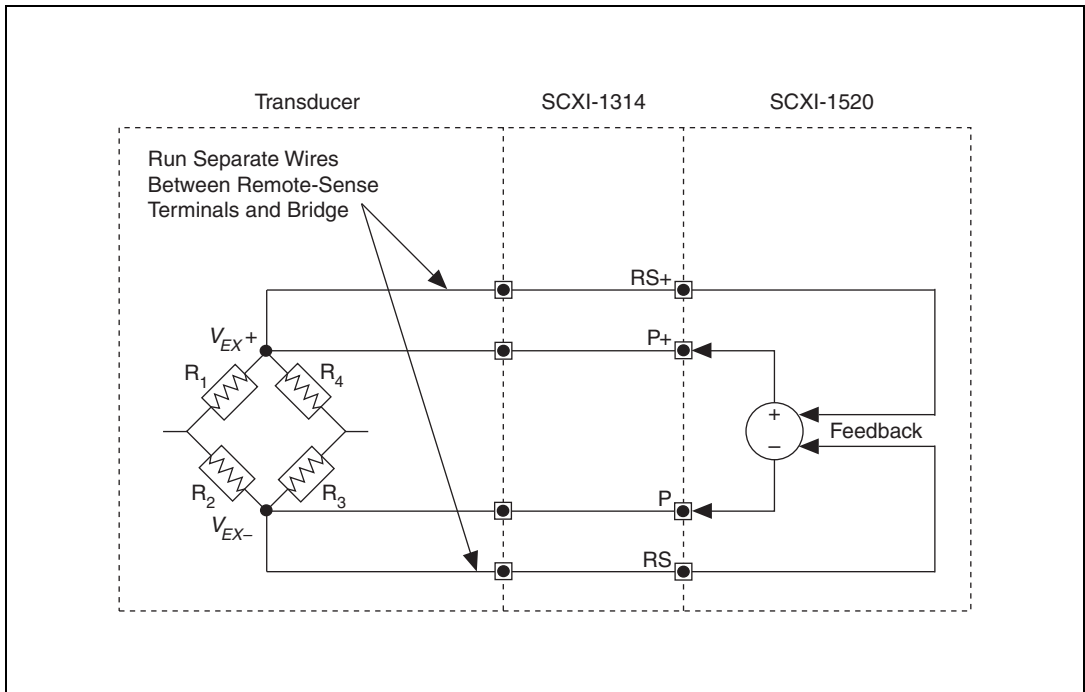 Transducer
SCXI-1314
SCXI-1520
Run Separate Wires
Between Remote-Sense
Terminals and Bridge
RS+
VEX+
P+
R1
R4
+
Feedback
–
R2
R3
P
VEX–
RS